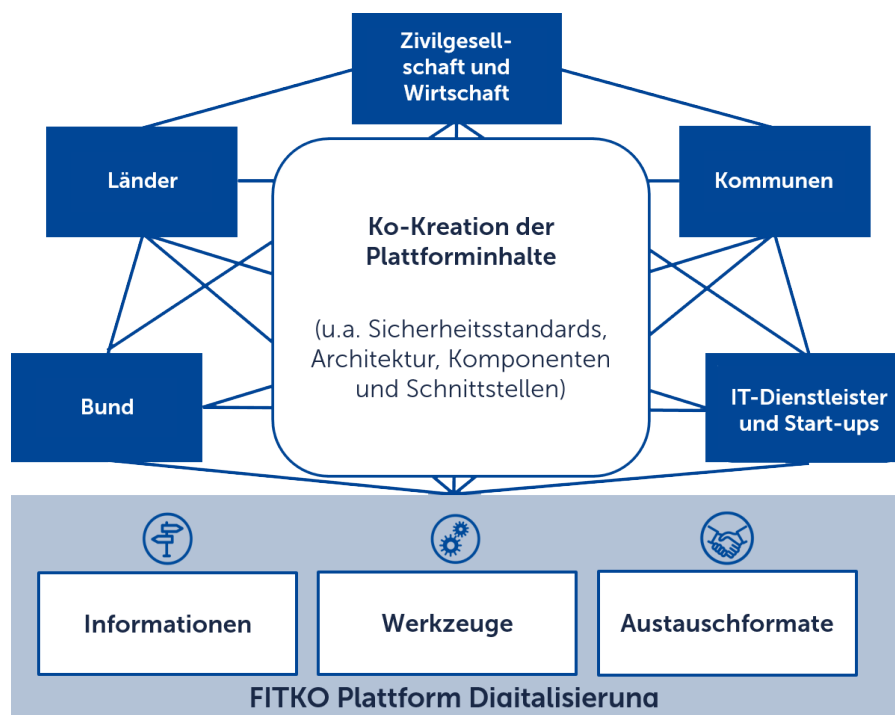 Zivilgesell-
schaft und
Wirtschaft
Länder
Kommunen
Ko-Kreation der
Plattforminhalte
(u.a. Sicherheitsstandards,
Architektur, Komponenten
und Schnittstellen)
Bund
IT-Dienstleister
und Start-ups
Informationen
Werkzeuge
Austauschformate
FITKO Plattform Digitalisierung